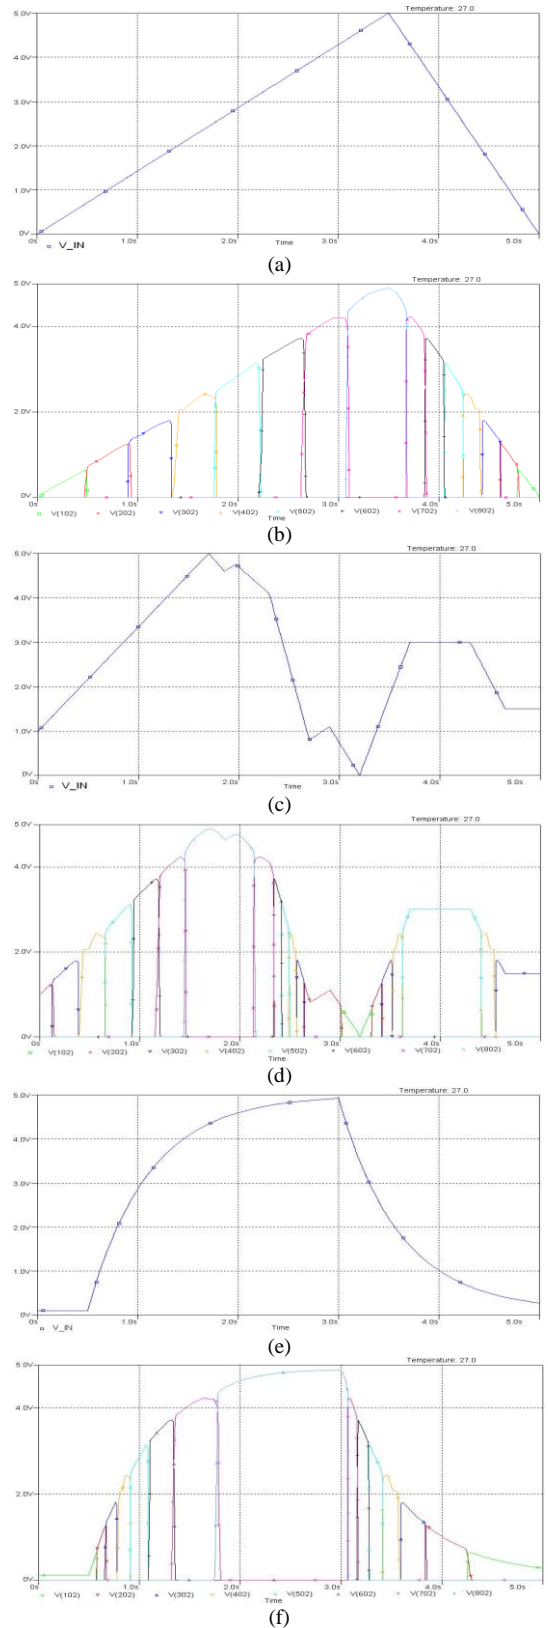 Temperature: 27.0
5.0V
4.0V
3.0V
2.0V
1.0V
0V
0s 1.0s 2.0s 3.0s 4.0s 5.0s
V_IN Time
(a)
Temperature: 27.0
5.0V
4.0V
2.0V
0V
0s 1.0s 2.0s 3.0s 4.0s 5.0s
V(102) V(202) V(302) V(402) V(502) V(602) V(702) V(802)
Time
(b)
Temperature: 27.0
5.0V
4.0V
3.0V
2.0V
1.0V
0V
0s 1.0s 2.0s 3.0s 4.0s 5.0s
V_IN Time
(c)
Temperature: 27.0
5.0V
4.0V
2.0V
0V
0s 1.0s 2.0s 3.0s 4.0s 5.0s
V(102) V(202) V(302) V(402) V(502) V(602) V(702) V(802)
Time
(d)
Temperature: 27.0
5.0V
4.0V
3.0V
2.0V
1.0V
0V
0s 1.0s 2.0s 3.0s 4.0s 5.0s
V_IN Time
(e)
Temperature: 27.0
5.0V
4.0V
2.0V
0V
0s 1.0s 2.0s 3.0s 4.0s 5.0s
V(102) V(202) V(302) V(402) V(502) V(602) V(702) V(802)
Time
(f)